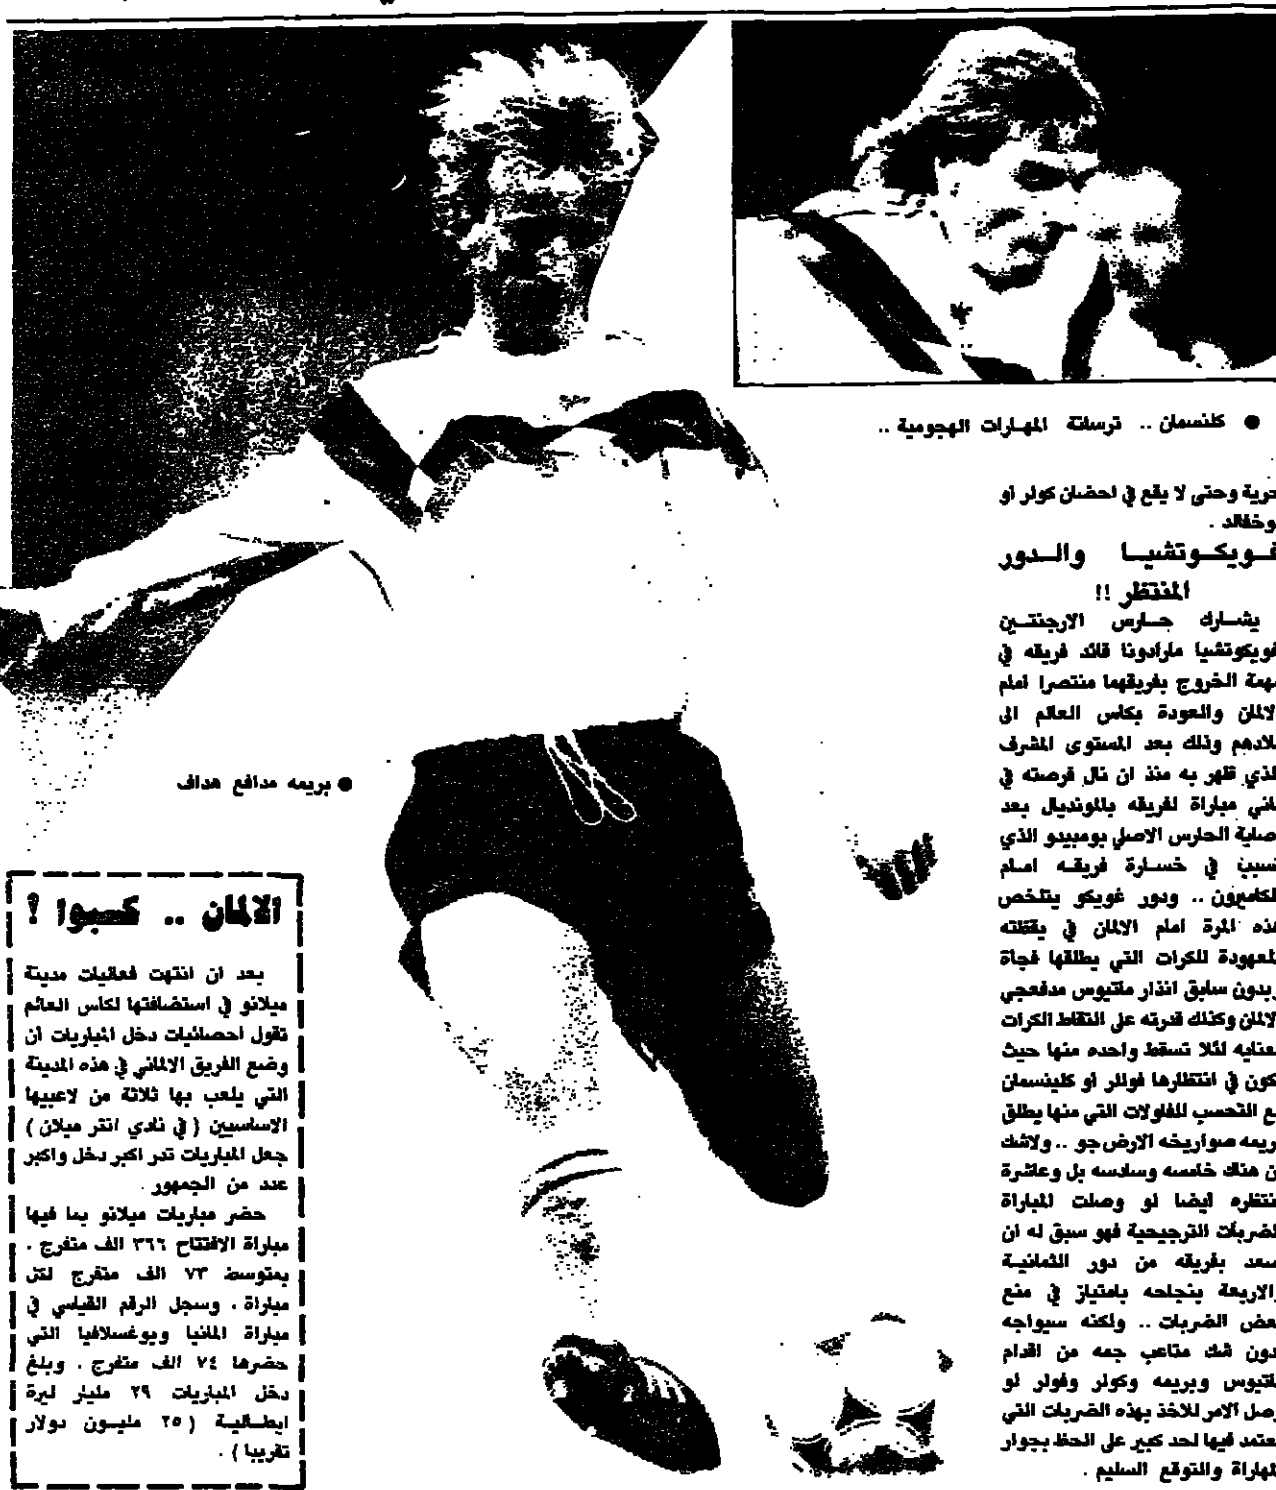 ● كلنسمان .. ترسانة المهارات الهجومية ..
حرية وحتى لا يقع في احضان كولر او
وخفالد .
فويكوتشيا والدور
المنتظر !!
يشارك حارس الارجنتين
غويكوتشيا مارادونا قائد فريقه في
مهمة الخروج بفريقهما منتصرا امام
الالمان والعودة بكاس العالم الى
بلادهم وذلك بعد المستوى المشرف
الذي ظهر به منذ ان نال فرصته في
ثاني مباراة لفريقه بالمونديال بعد
اصابة الحارس الاصلي بومبيدو الذي
تسبب في خسارة فريقه امام
الكاميرون .. ودور غويكو يتلخص
هذه المرة امام الالمان في يقظته
المعهودة للكرات التي يطلقها فجاة
وبدون سابق انذار متيوس مدفعجي
الالمان وكذلك قدرته على التقاط الكرات
بعنايه لئلا تسقط واحده منها حيث
يكون في انتظارها فوللر أو كلينسمان
مع التحسب للفاولات التي منها يطلق
بريمه صواريخه الارض جو .. ولاشك
ان هناك خامسه وسادسه بل وعاشرة
منتظره ايضا لو وصلت المباراة
للضربات الترجيحية فهو سبق له ان
صعد بفريقه من دور الثمانية
والاربعة بنجاحه بامتياز في منع
بعض الضربات .. ولكنه سيواجه
بدون شك متاعب جمه من اقدام
متيوس وبريمه وكولر وفولر لو
وصل الامر للاخذ بهذه الضربات التي
يعتمد فيها لحد كبير على الحظ بجوار
المهاراة والتوقع السليم .
● بريمه مدافع هداف
الالمان .. كسبوا !
بعد ان انتهت فعاليات مدينة
ميلانو في استضافتها لكاس العالم
تقول احصائيات دخل المباريات أن
وضع الفريق الالماني في هذه المدينة
التي يلعب بها ثلاثة من لاعبيها
الاساسيين ( في نادي انتر ميلان )
جعل المباريات تدر اكبر دخل واكبر
عدد من الجمهور .
حضر مباريات ميلانو بما فيها
مباراة الافتتاح ٣٦٦ الف متفرج .
بمتوسط ٧٣ الف متفرج لكل
مباراة . وسجل الرقم القياسي في
مباراة المانيا ويوغسلافيا التي
حضرها ٧٤ الف متفرج . وبلغ
دخل المباريات ٢٩ مليار ليرة
ايطالية ( ٢٥ مليون دولار
تقريبا ) .